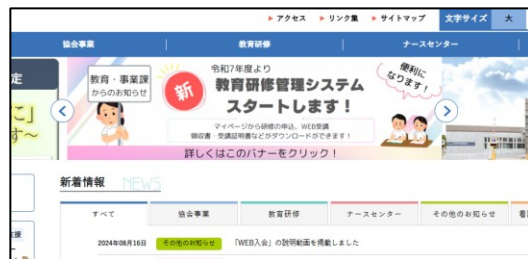 アクセス リンク集 サイトマップ 文字サイズ 大
協会事業 教育研修 ナースセンター
定
に」
す~
教育・事業課
からのお知らせ
新
令和7年度より
教育研修管理システム
スタートします！
便利に
なります！
マイページから研修の申込、WEB受講
領収書・受講証明書などがダウンロードができます！
詳しくはこのバナーをクリック！
新着情報 NEWS
すべて 協会事業 教育研修 ナースセンター その他のお知らせ 看
援
2024年08月16日 その他のお知らせ 「WEB入会」の説明動画を掲載しました